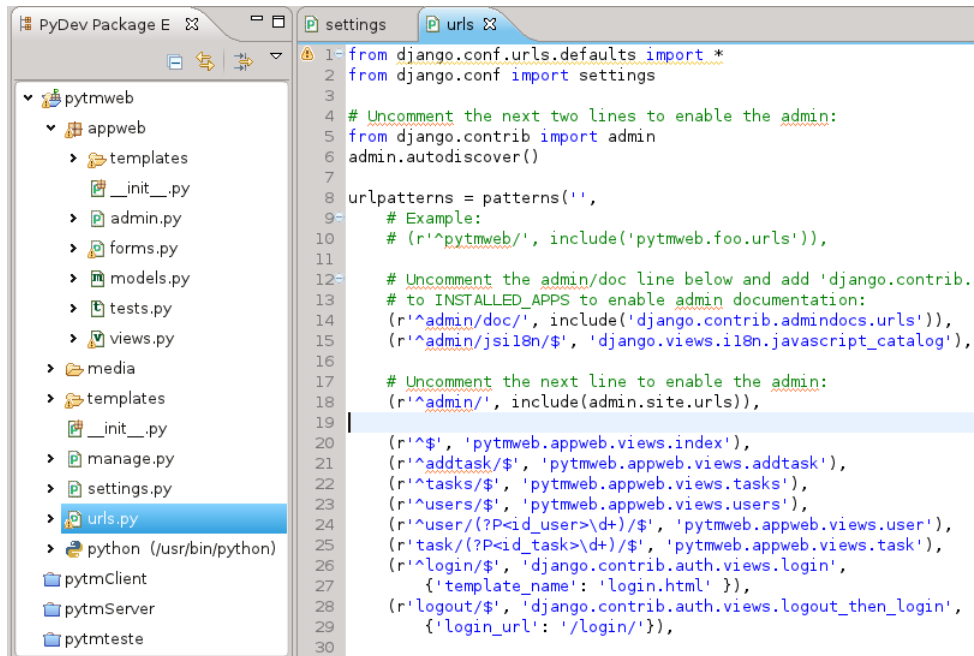 PyDev Package E
pytmweb
appweb
templates
__init__.py
admin.py
forms.py
models.py
tests.py
views.py
media
templates
__init__.py
manage.py
settings.py
urls.py
python (/usr/bin/python)
pytmClient
pytmServer
pytmteste
settings
urls
1 from django.conf.urls.defaults import *
2 from django.conf import settings
3
4 # Uncomment the next two lines to enable the admin:
5 from django.contrib import admin
6 admin.autodiscover()
7
8 urlpatterns = patterns('',
9     # Example:
10     # (r'^pytmweb/', include('pytmweb.foo.urls')),
11
12     # Uncomment the admin/doc line below and add 'django.contrib.
13     # to INSTALLED_APPS to enable admin documentation:
14     (r'^admin/doc/', include('django.contrib.admindocs.urls')),
15     (r'^admin/jsi18n/$', 'django.views.i18n.javascript_catalog'),
16
17     # Uncomment the next line to enable the admin:
18     (r'^admin/', include(admin.site.urls)),
19
20     (r'^$', 'pytmweb.appweb.views.index'),
21     (r'^addtask/$', 'pytmweb.appweb.views.addtask'),
22     (r'^tasks/$', 'pytmweb.appweb.views.tasks'),
23     (r'^users/$', 'pytmweb.appweb.views.users'),
24     (r'^user/(?P<id_user>\d+)/$', 'pytmweb.appweb.views.user'),
25     (r'task/(?P<id_task>\d+)/$', 'pytmweb.appweb.views.task'),
26     (r'^login/$', 'django.contrib.auth.views.login',
27         {'template_name': 'login.html' }),
28     (r'logout/$', 'django.contrib.auth.views.logout_then_login',
29         {'login_url': '/login/'}),
30